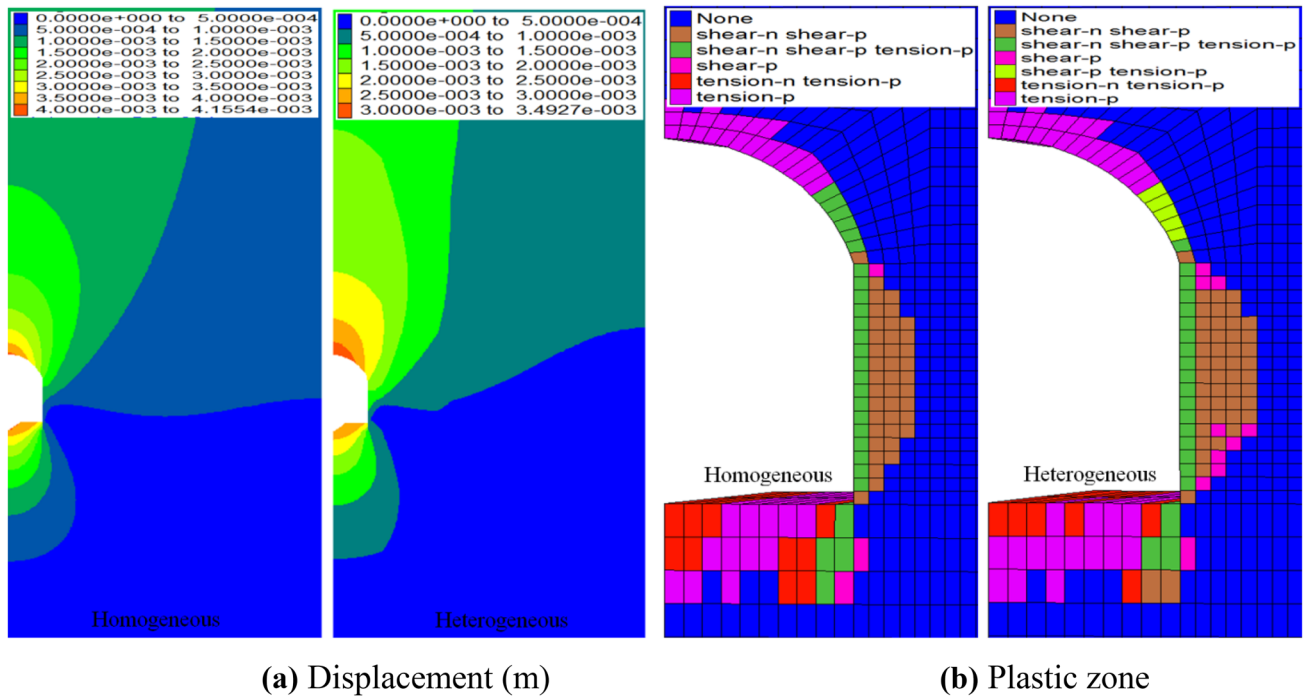 0.0000e+000 to 5.0000e-004
5.0000e-004 to 1.0000e-003
1.0000e-003 to 1.5000e-003
1.5000e-003 to 2.0000e-003
2.0000e-003 to 2.5000e-003
2.5000e-003 to 3.0000e-003
3.0000e-003 to 3.5000e-003
3.5000e-003 to 4.0000e-003
4.0000e-003 to 4.1554e-003
Homogeneous
0.0000e+000 to 5.0000e-004
5.0000e-004 to 1.0000e-003
1.0000e-003 to 1.5000e-003
1.5000e-003 to 2.0000e-003
2.0000e-003 to 2.5000e-003
2.5000e-003 to 3.0000e-003
3.0000e-003 to 3.4927e-003
Heterogeneous
(a) Displacement (m)
None
shear-n shear-p
shear-n shear-p tension-p
shear-p
tension-n tension-p
tension-p
Homogeneous
None
shear-n shear-p
shear-n shear-p tension-p
shear-p
shear-p tension-p
tension-n tension-p
tension-p
Heterogeneous
(b) Plastic zone